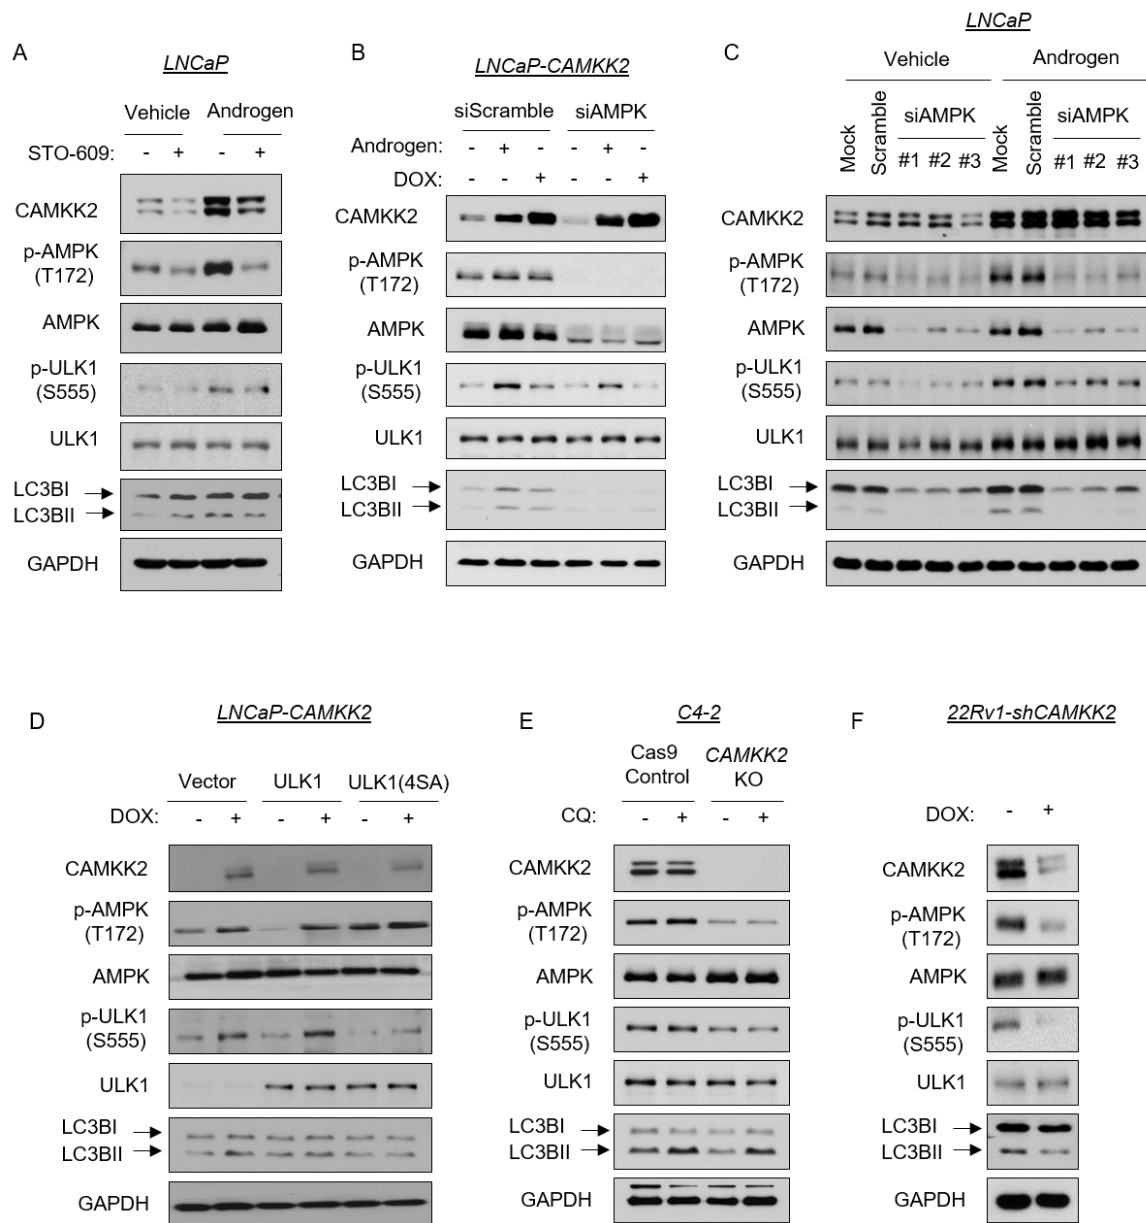 A
LNCaP
Vehicle Androgen
STO-609: - + - +
CAMKK2
p-AMPK
(T172)
AMPK
p-ULK1
(S555)
ULK1
LC3BI
LC3BII
GAPDH
B
LNCaP-CAMKK2
siScramble siAMPK
Androgen: - + - - + -
DOX: - - + - - +
CAMKK2
p-AMPK
(T172)
AMPK
p-ULK1
(S555)
ULK1
LC3BI
LC3BII
GAPDH
C
LNCaP
Vehicle Androgen
Mock Scramble siAMPK Mock Scramble siAMPK
#1 #2 #3 #1 #2 #3
CAMKK2
p-AMPK
(T172)
AMPK
p-ULK1
(S555)
ULK1
LC3BI
LC3BII
GAPDH
D
LNCaP-CAMKK2
Vector ULK1 ULK1(4SA)
DOX: - + - + - +
CAMKK2
p-AMPK
(T172)
AMPK
p-ULK1
(S555)
ULK1
LC3BI
LC3BII
GAPDH
E
C4-2
Cas9 CAMKK2
Control KO
CQ: - + - +
CAMKK2
p-AMPK
(T172)
AMPK
p-ULK1
(S555)
ULK1
LC3BI
LC3BII
GAPDH
F
22Rv1-shCAMKK2
DOX: - +
CAMKK2
p-AMPK
(T172)
AMPK
p-ULK1
(S555)
ULK1
LC3BI
LC3BII
GAPDH